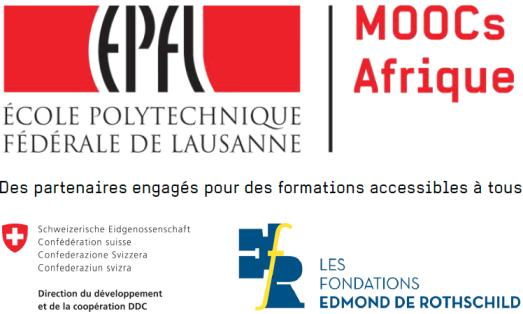 EPFL
MOOCs
Afrique
ÉCOLE POLYTECHNIQUE
FÉDÉRALE DE LAUSANNE
Des partenaires engagés pour des formations accessibles à tous
Schweizerische Eidgenossenschaft
Confédération suisse
Confederazione Svizzera
Confederaziun svizra
Direction du développement
et de la coopération DDC
EfR
LES
FONDATIONS
EDMOND DE ROTHSCHILD